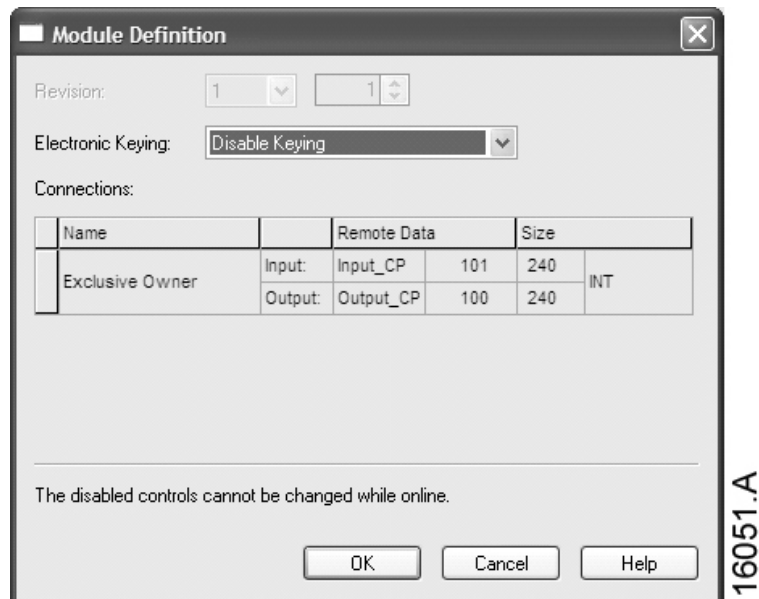 Module Definition
Revision: 1 1
Electronic Keying: Disable Keying
Connections:
Name Remote Data Size
Exclusive Owner Input: Input_CP 101 240 INT
Output: Output_CP 100 240
The disabled controls cannot be changed while online.
OK Cancel Help
16051.A